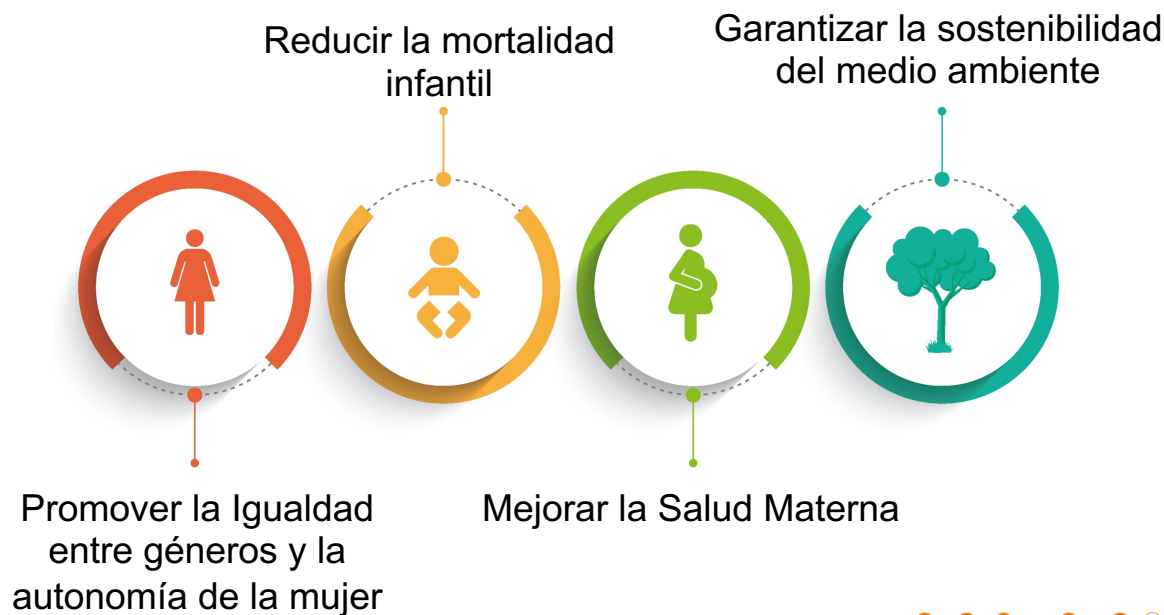 Reducir la mortalidad
infantil
Garantizar la sostenibilidad
del medio ambiente
Promover la Igualdad
entre géneros y la
autonomía de la mujer
Mejorar la Salud Materna